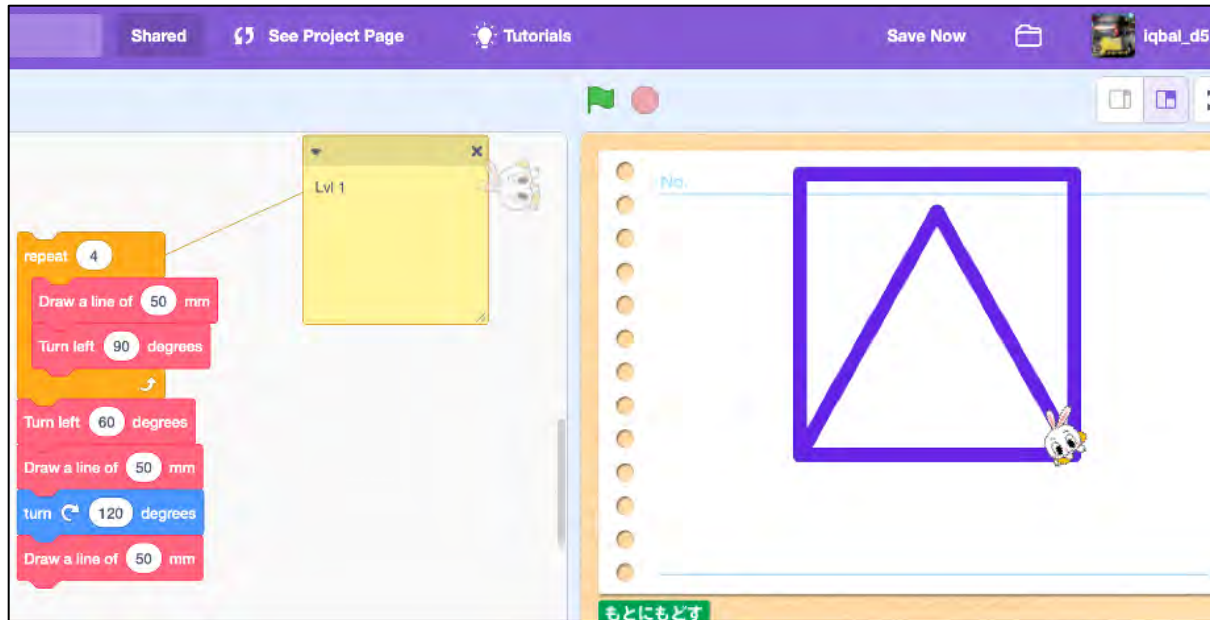 Shared See Project Page Tutorials Save Now iqbal_d5
Lvl 1
repeat 4
Draw a line of 50 mm
Turn left 90 degrees
Turn left 60 degrees
Draw a line of 50 mm
turn 120 degrees
Draw a line of 50 mm
No.
もとにもどす